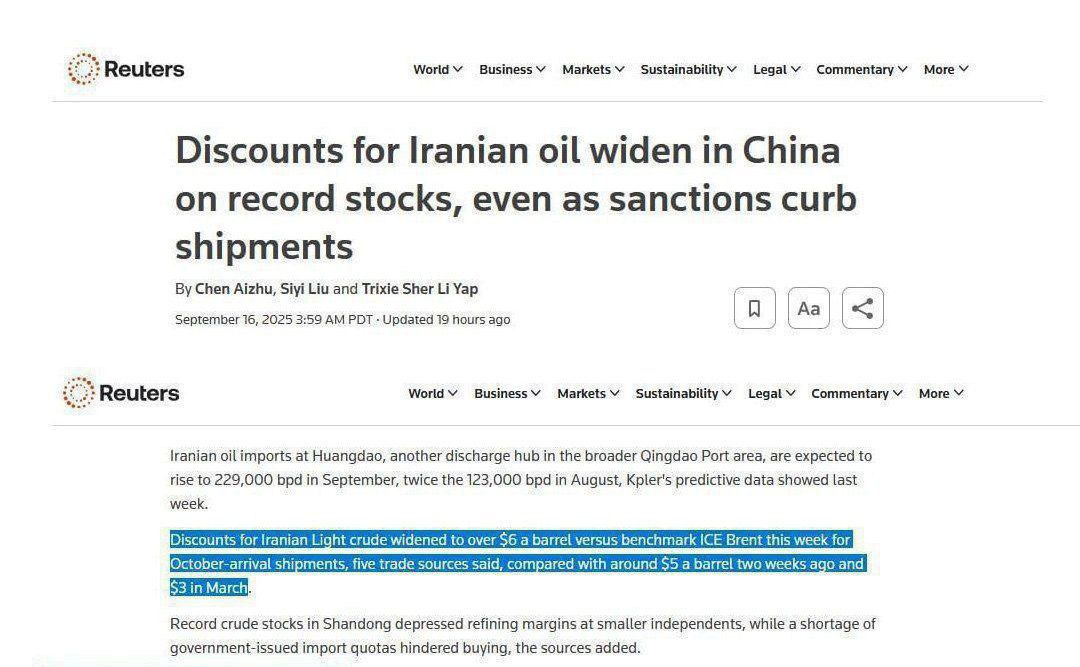 Reuters World Business Markets Sustainability Legal Commentary More
Discounts for Iranian oil widen in China
on record stocks, even as sanctions curb
shipments
By Chen Aizhu, Siyi Liu and Trixie Sher Li Yap
September 16, 2025 3:59 AM PDT · Updated 19 hours ago
Aa
Reuters World Business Markets Sustainability Legal Commentary More
Iranian oil imports at Huangdao, another discharge hub in the broader Qingdao Port area, are expected to
rise to 229,000 bpd in September, twice the 123,000 bpd in August, Kpler's predictive data showed last
week.
Discounts for Iranian Light crude widened to over $6 a barrel versus benchmark ICE Brent this week for
October-arrival shipments, five trade sources said, compared with around $5 a barrel two weeks ago and
$3 in March.
Record crude stocks in Shandong depressed refining margins at smaller independents, while a shortage of
government-issued import quotas hindered buying, the sources added.